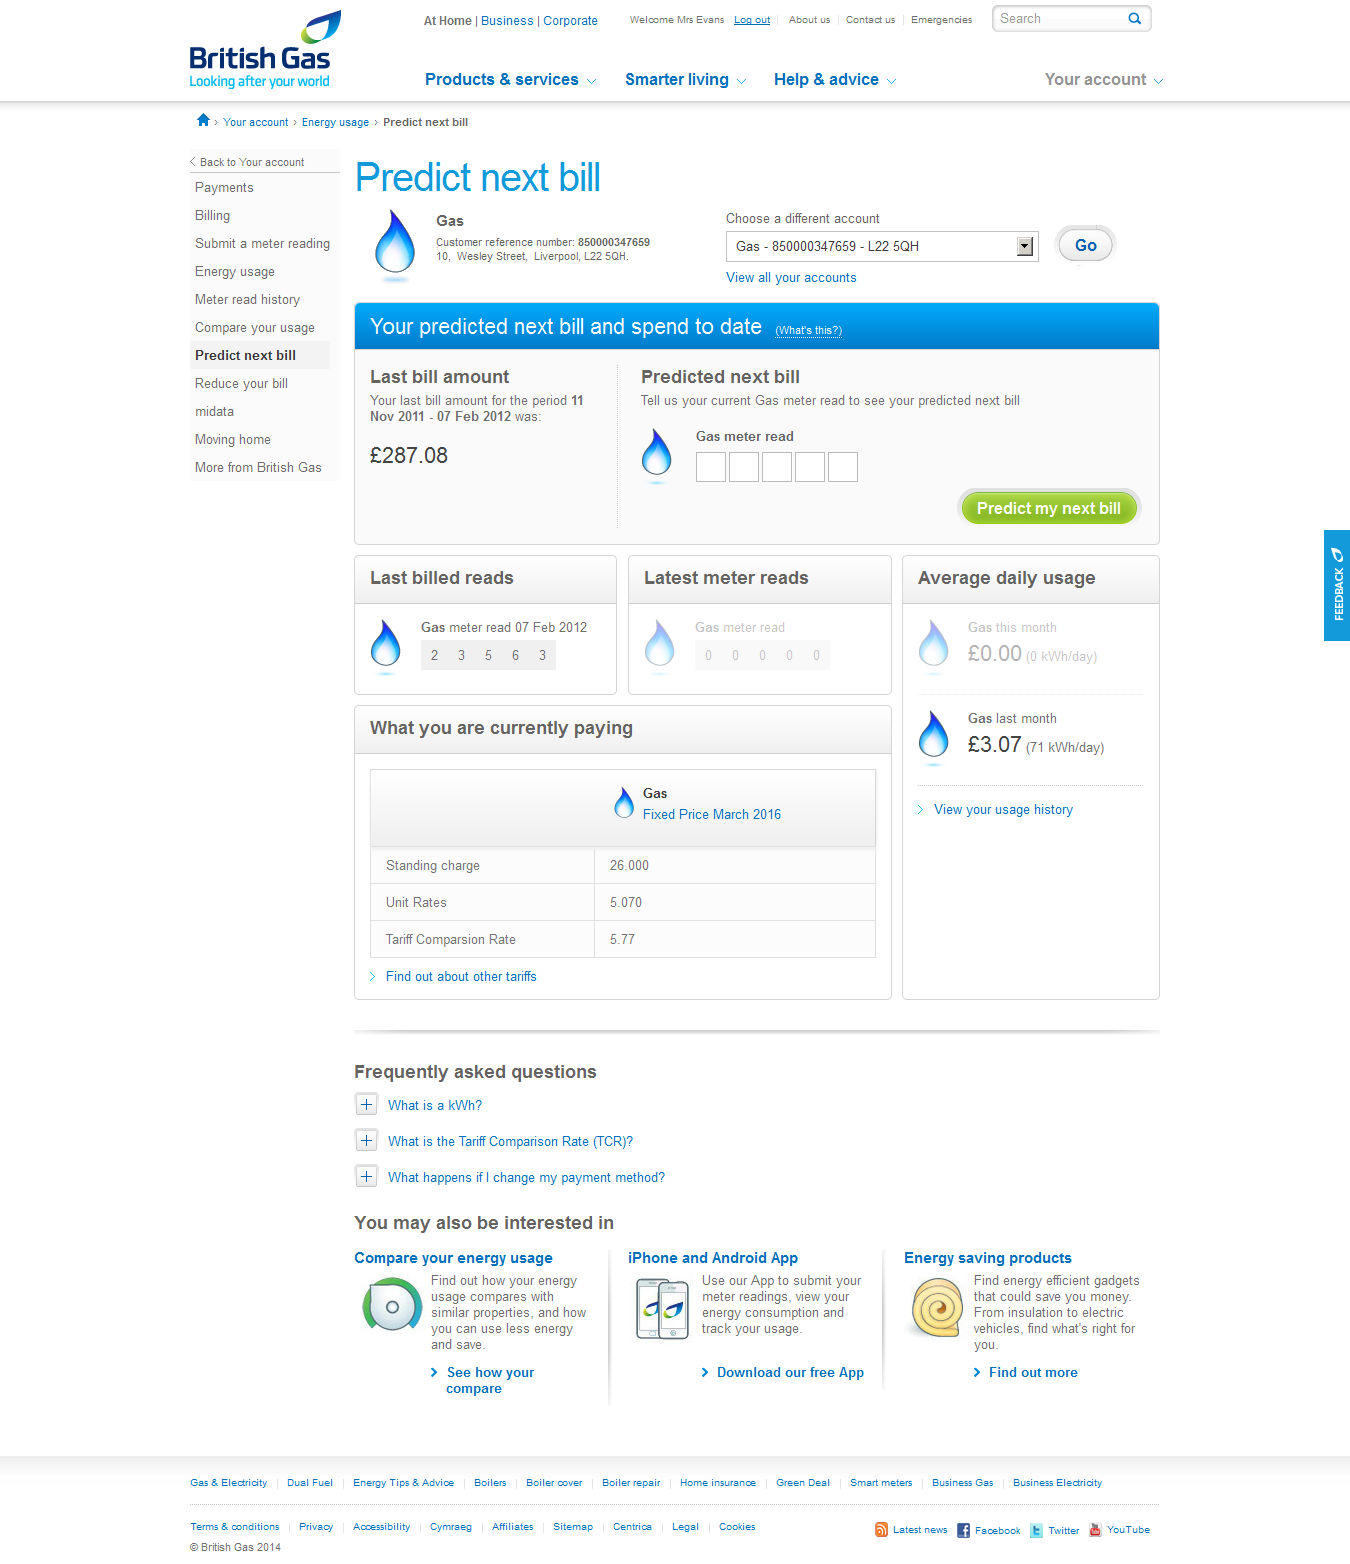 British Gas
Looking after your world
At Home | Business | Corporate
Welcome Mrs Evans Log out About us Contact us Emergencies
Search
Products & services Smarter living Help & advice Your account
› Your account › Energy usage › Predict next bill
Back to Your account
Payments
Billing
Submit a meter reading
Energy usage
Meter read history
Compare your usage
Predict next bill
Reduce your bill
midata
Moving home
More from British Gas
Predict next bill
Gas
Customer reference number: 850000347659
10, Wesley Street, Liverpool, L22 5QH.
Choose a different account
Gas - 850000347659 - L22 5QH
Go
View all your accounts
Your predicted next bill and spend to date (What's this?)
Last bill amount
Your last bill amount for the period 11
Nov 2011 - 07 Feb 2012 was:
£287.08
Predicted next bill
Tell us your current Gas meter read to see your predicted next bill
Gas meter read
Predict my next bill
Last billed reads
Gas meter read 07 Feb 2012
2 3 5 6 3
Latest meter reads
Gas meter read
0 0 0 0 0
Average daily usage
Gas this month
£0.00 (0 kWh/day)
Gas last month
£3.07 (71 kWh/day)
View your usage history
What you are currently paying
Gas
Fixed Price March 2016
Standing charge 26.000
Unit Rates 5.070
Tariff Comparsion Rate 5.77
Find out about other tariffs
FEEDBACK
Frequently asked questions
What is a kWh?
What is the Tariff Comparison Rate (TCR)?
What happens if I change my payment method?
You may also be interested in
Compare your energy usage
Find out how your energy
usage compares with
similar properties, and how
you can use less energy
and save.
See how your
compare
iPhone and Android App
Use our App to submit your
meter readings, view your
energy consumption and
track your usage.
Download our free App
Energy saving products
Find energy efficient gadgets
that could save you money.
From insulation to electric
vehicles, find what's right for
you.
Find out more
Gas & Electricity Dual Fuel Energy Tips & Advice Boilers Boiler cover Boiler repair Home insurance Green Deal Smart meters Business Gas Business Electricity
Terms & conditions Privacy Accessibility Cymraeg Affiliates Sitemap Centrica Legal Cookies
Latest news Facebook Twitter YouTube
© British Gas 2014